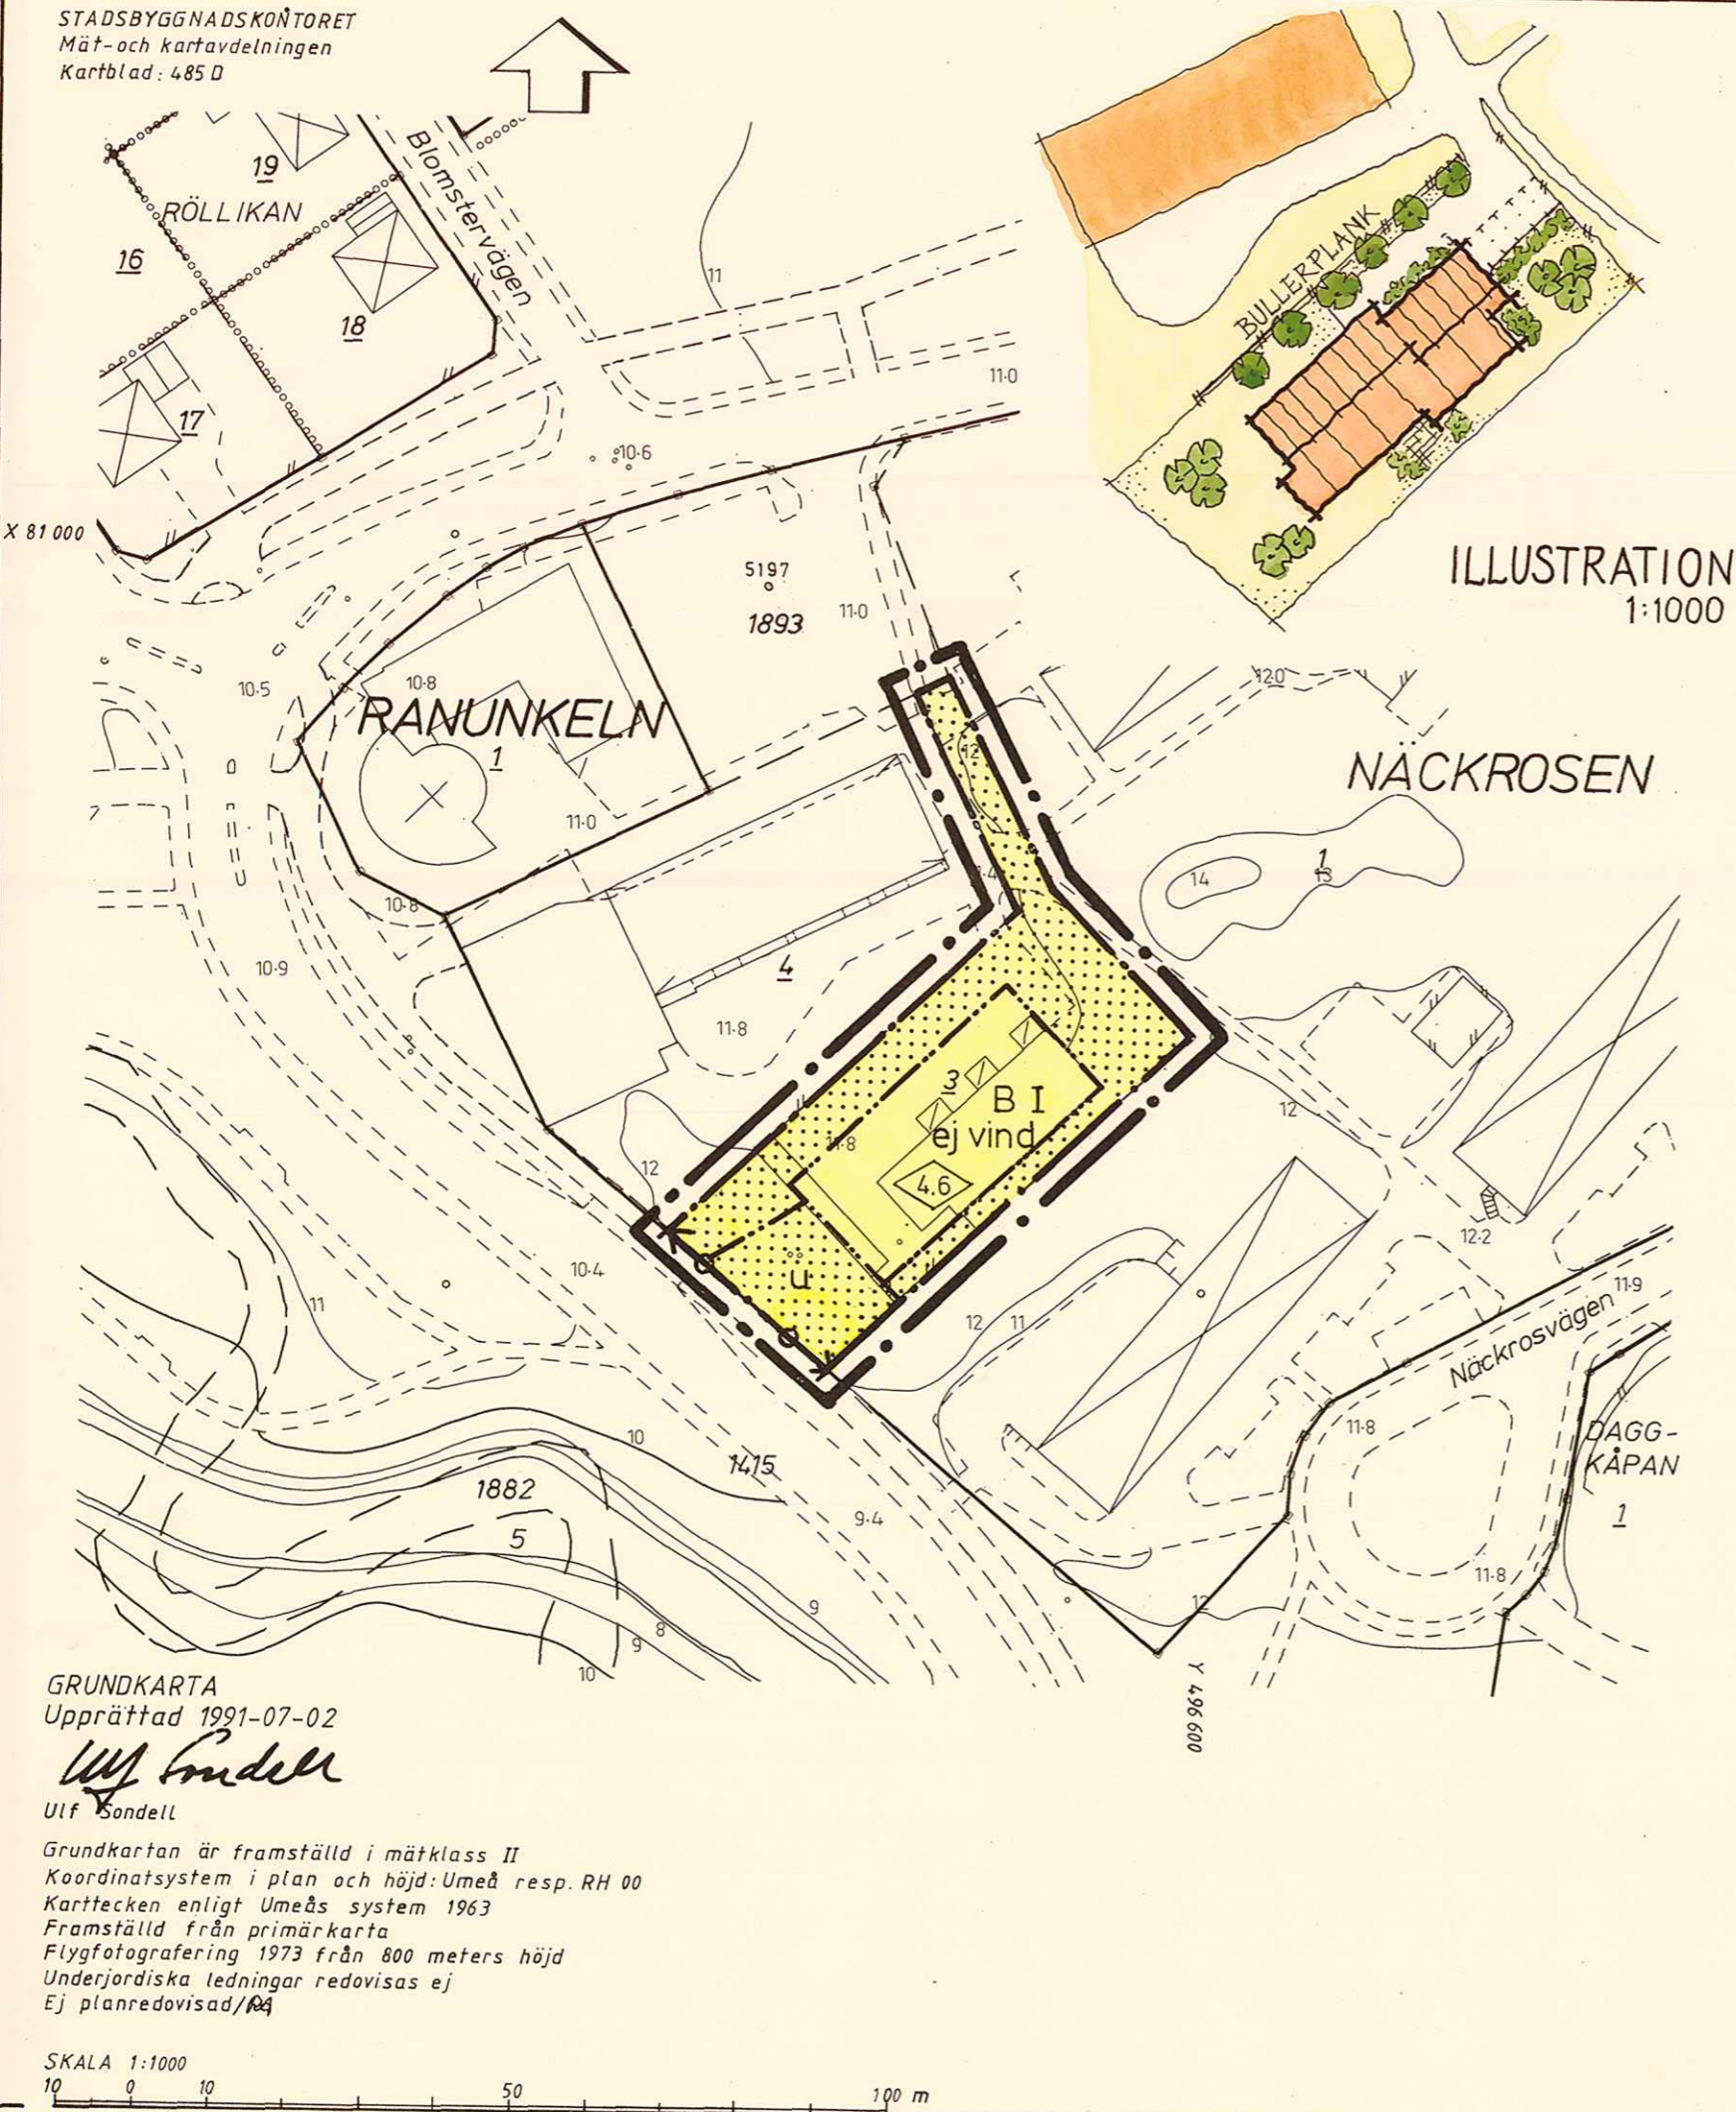 STADSBYGGNADSKONTORET
Mät-och kartavdelningen
Kartblad: 485 D
Blomstervägen
19
RÖLLIKAN
16
18
17
11
11·0
10·6
X 81 000
BULLERPLANK
ILLUSTRATION
1:1000
5197
1893
11·0
10·5
10·8
RANUNKELN
1
11·0
12·0
NÄCKROSEN
12
1
13
14
10·8
10·9
4
11·8
3
B I
ej vind
11·8
4.6
12
12
u
10·4
11
12·2
12
11
11·9
Näckrosvägen
11·8
DAGG-
KÅPAN
1
10
1415
1882
5
9·4
11·8
12
9
8
9
10
Y 496 600
GRUNDKARTA
Upprättad 1991-07-02
Ulf Sondell
Ulf Sondell
Grundkartan är framställd i mätklass II
Koordinatsystem i plan och höjd: Umeå resp. RH 00
Karttecken enligt Umeås system 1963
Framställd från primärkarta
Flygfotografering 1973 från 800 meters höjd
Underjordiska ledningar redovisas ej
Ej planredovisad/
SKALA 1:1000
10 0 10 50 100 m